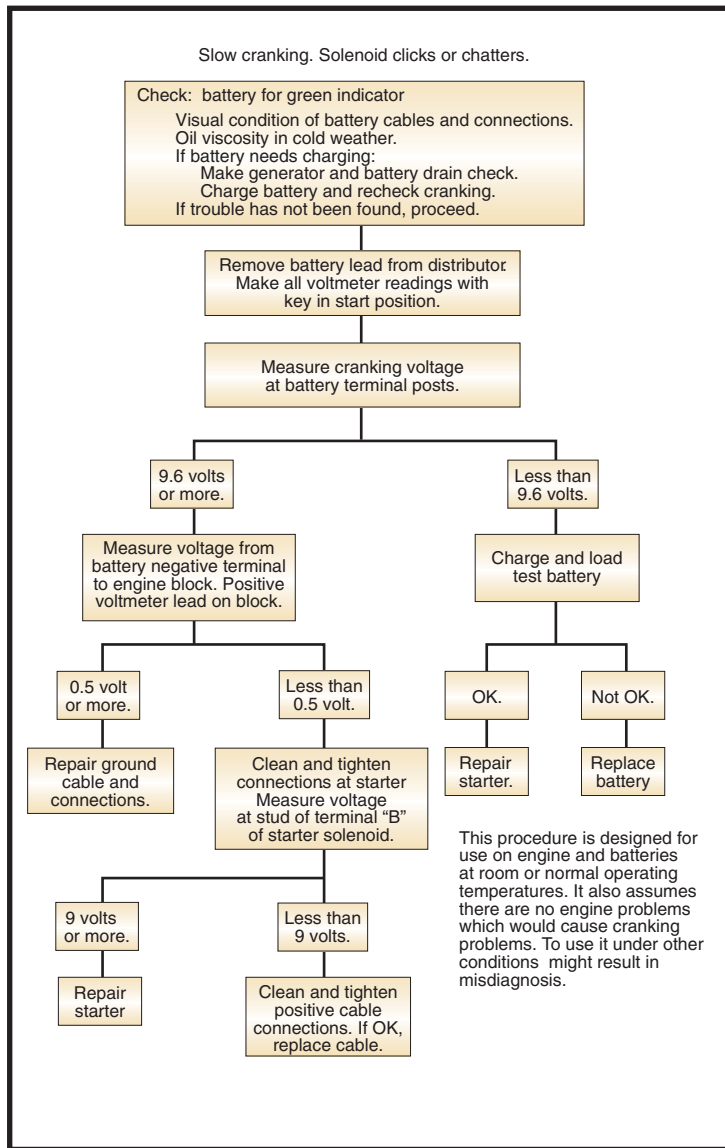 Slow cranking. Solenoid clicks or chatters.
Check:  battery for green indicator
Visual condition of battery cables and connections.
Oil viscosity in cold weather.
If battery needs charging:
Make generator and battery drain check.
Charge battery and recheck cranking.
If trouble has not been found, proceed.
Remove battery lead from distributor.
Make all voltmeter readings with
key in start position.
Measure cranking voltage
at battery terminal posts.
9.6 volts
or more.
Less than
9.6 volts.
Measure voltage from
battery negative terminal
to engine block. Positive
voltmeter lead on block.
Charge and load
test battery
0.5 volt
or more.
Less than
0.5 volt.
OK.
Not OK.
Repair ground
cable and
connections.
Clean and tighten
connections at starter
Measure voltage
at stud of terminal “B”
of starter solenoid.
Repair
starter.
Replace
battery
9 volts
or more.
Less than
9 volts.
Repair
starter
Clean and tighten
positive cable
connections. If OK,
replace cable.
This procedure is designed for
use on engine and batteries
at room or normal operating
temperatures. It also assumes
there are no engine problems
which would cause cranking
problems. To use it under other
conditions  might result in
misdiagnosis.